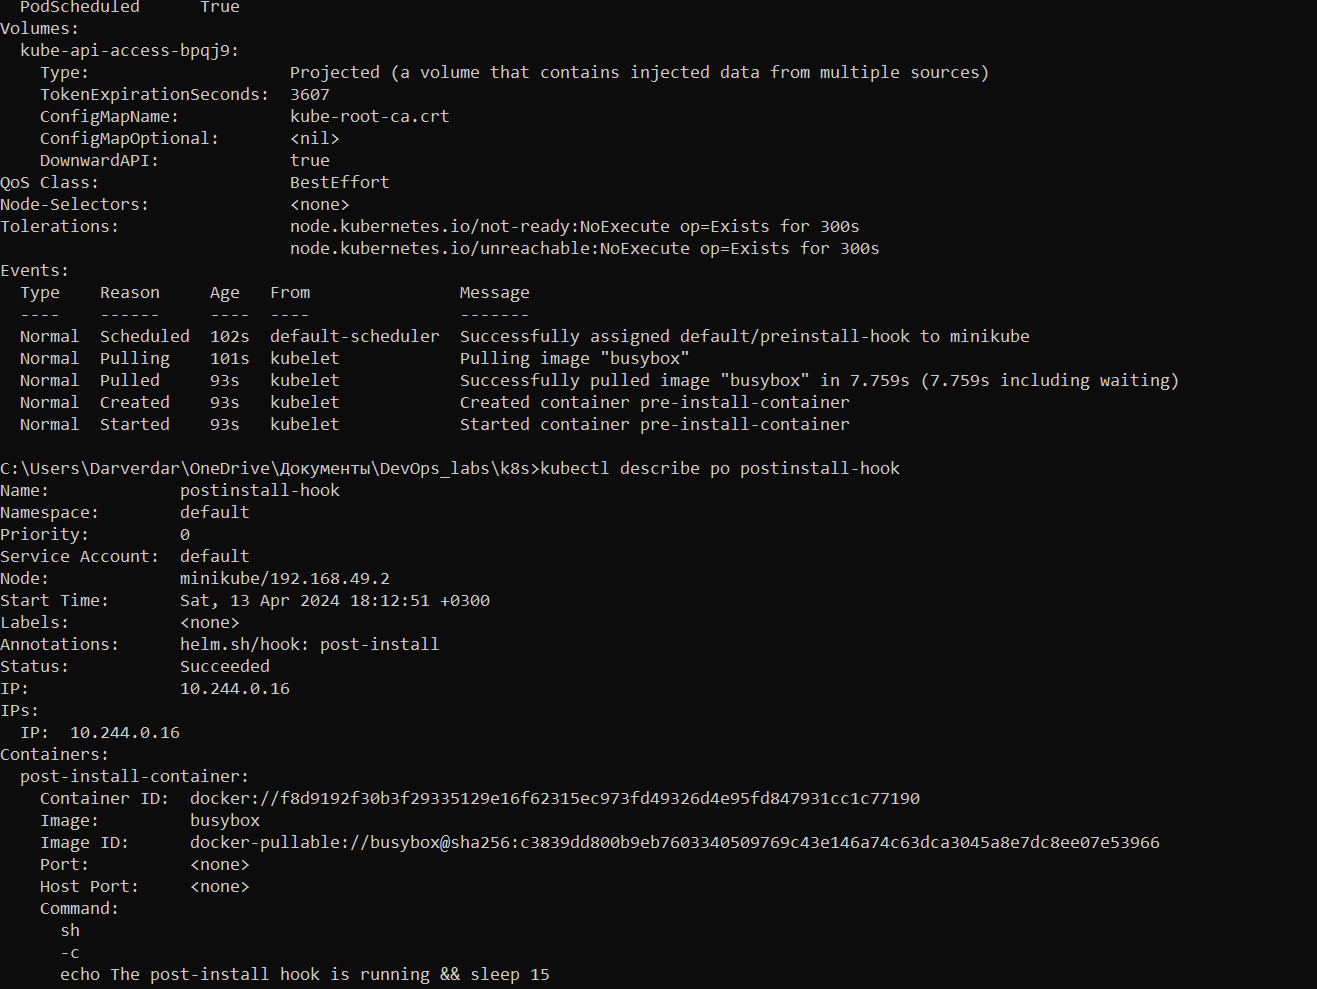 PodScheduled      True
Volumes:
  kube-api-access-bpqj9:
    Type:                    Projected (a volume that contains injected data from multiple sources)
    TokenExpirationSeconds:  3607
    ConfigMapName:           kube-root-ca.crt
    ConfigMapOptional:       <nil>
    DownwardAPI:             true
QoS Class:                   BestEffort
Node-Selectors:              <none>
Tolerations:                 node.kubernetes.io/not-ready:NoExecute op=Exists for 300s
                             node.kubernetes.io/unreachable:NoExecute op=Exists for 300s
Events:
  Type    Reason     Age   From               Message
  ----    ------     ----  ----               -------
  Normal  Scheduled  102s  default-scheduler  Successfully assigned default/preinstall-hook to minikube
  Normal  Pulling    101s  kubelet            Pulling image "busybox"
  Normal  Pulled     93s   kubelet            Successfully pulled image "busybox" in 7.759s (7.759s including waiting)
  Normal  Created    93s   kubelet            Created container pre-install-container
  Normal  Started    93s   kubelet            Started container pre-install-container
C:\Users\Darverdar\OneDrive\Документы\DevOps_labs\k8s>kubectl describe po postinstall-hook
Name:             postinstall-hook
Namespace:        default
Priority:         0
Service Account:  default
Node:             minikube/192.168.49.2
Start Time:       Sat, 13 Apr 2024 18:12:51 +0300
Labels:           <none>
Annotations:      helm.sh/hook: post-install
Status:           Succeeded
IP:               10.244.0.16
IPs:
  IP:  10.244.0.16
Containers:
  post-install-container:
    Container ID:  docker://f8d9192f30b3f29335129e16f62315ec973fd49326d4e95fd847931cc1c77190
    Image:         busybox
    Image ID:      docker-pullable://busybox@sha256:c3839dd800b9eb7603340509769c43e146a74c63dca3045a8e7dc8ee07e53966
    Port:          <none>
    Host Port:     <none>
    Command:
      sh
      -c
      echo The post-install hook is running && sleep 15